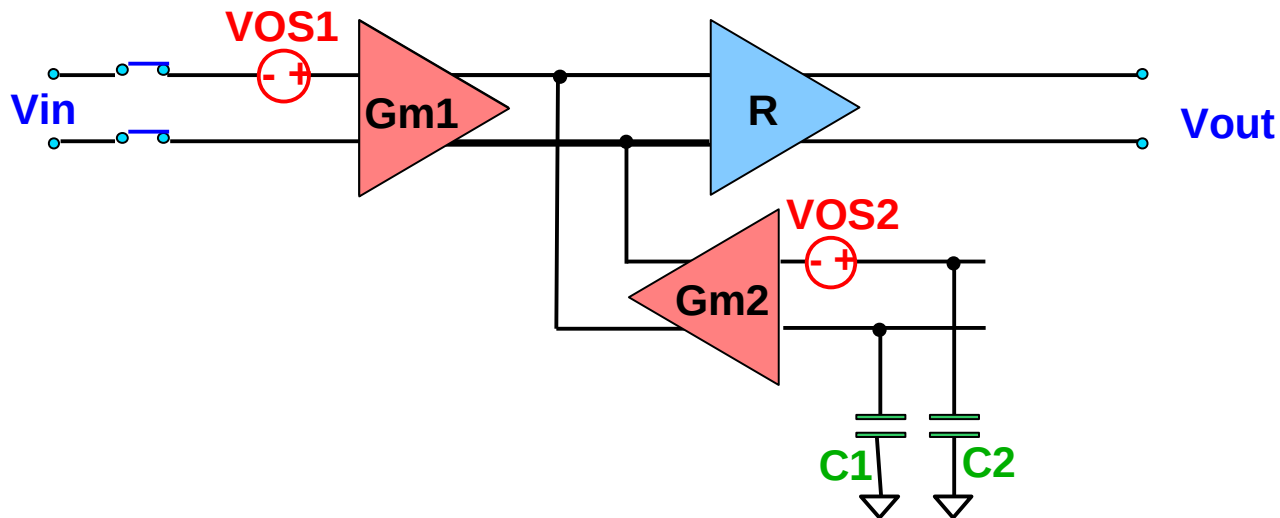 VOS1
- +
Vin
Gm1
R
Vout
VOS2
- +
Gm2
C1
C2